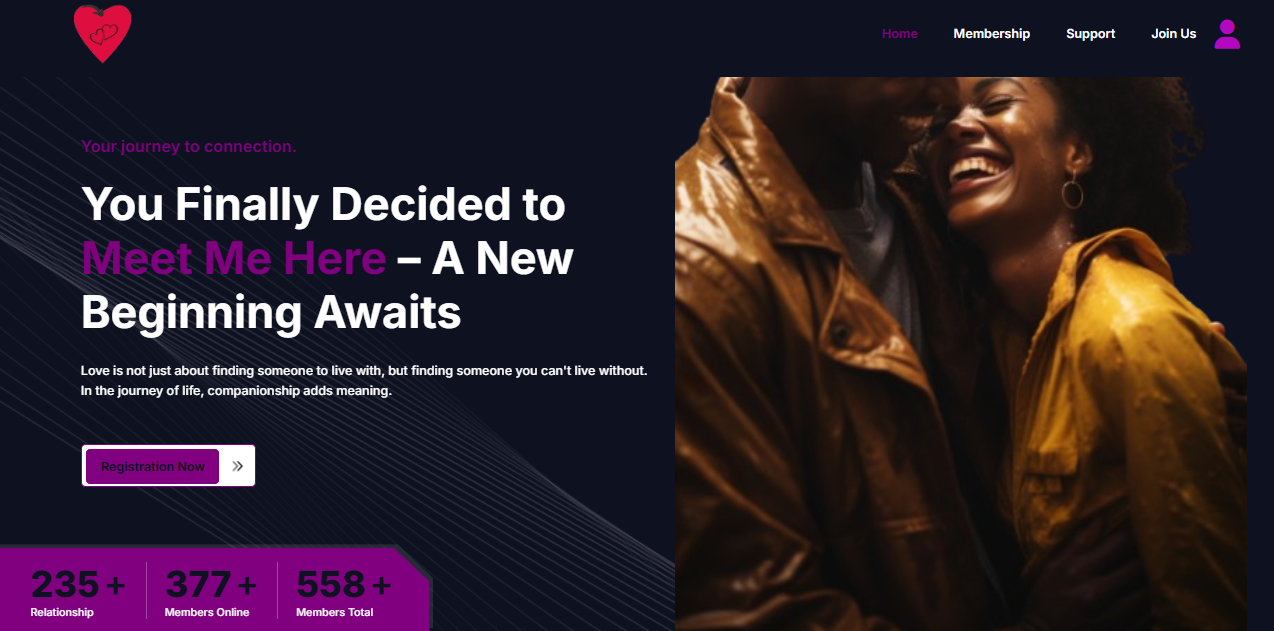 Home Membership Support Join Us
Your journey to connection.
You Finally Decided to
Meet Me Here – A New
Beginning Awaits
Love is not just about finding someone to live with, but finding someone you can't live without.
In the journey of life, companionship adds meaning.
Registration Now »
235 + 377 + 558 +
Relationship Members Online Members Total